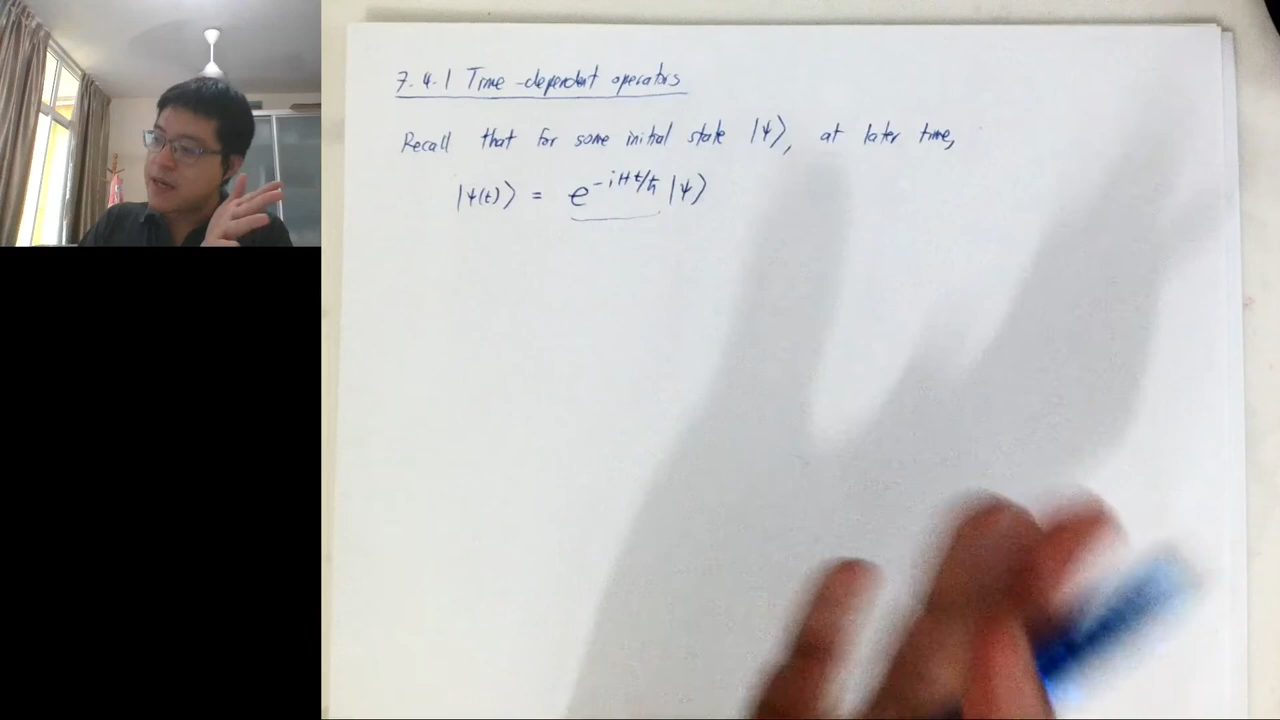 7.4.1 Time-dependent operators
Recall that for some initial state |ψ⟩, at later time,
|ψ(t)⟩ = e^{-iHt/ħ} |ψ⟩